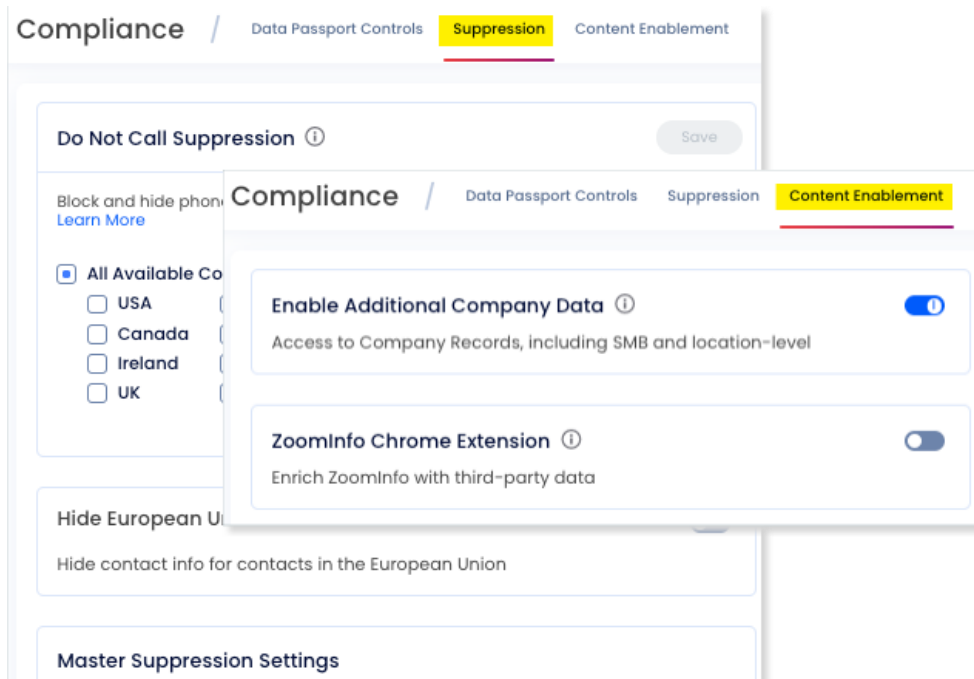 Compliance / Data Passport Controls Suppression Content Enablement
Do Not Call Suppression
Save
Block and hide phon
Learn More
All Available Co
USA
Canada
Ireland
UK
Compliance / Data Passport Controls Suppression Content Enablement
Enable Additional Company Data
Access to Company Records, including SMB and location-level
ZoomInfo Chrome Extension
Enrich ZoomInfo with third-party data
Hide European U
Hide contact info for contacts in the European Union
Master Suppression Settings